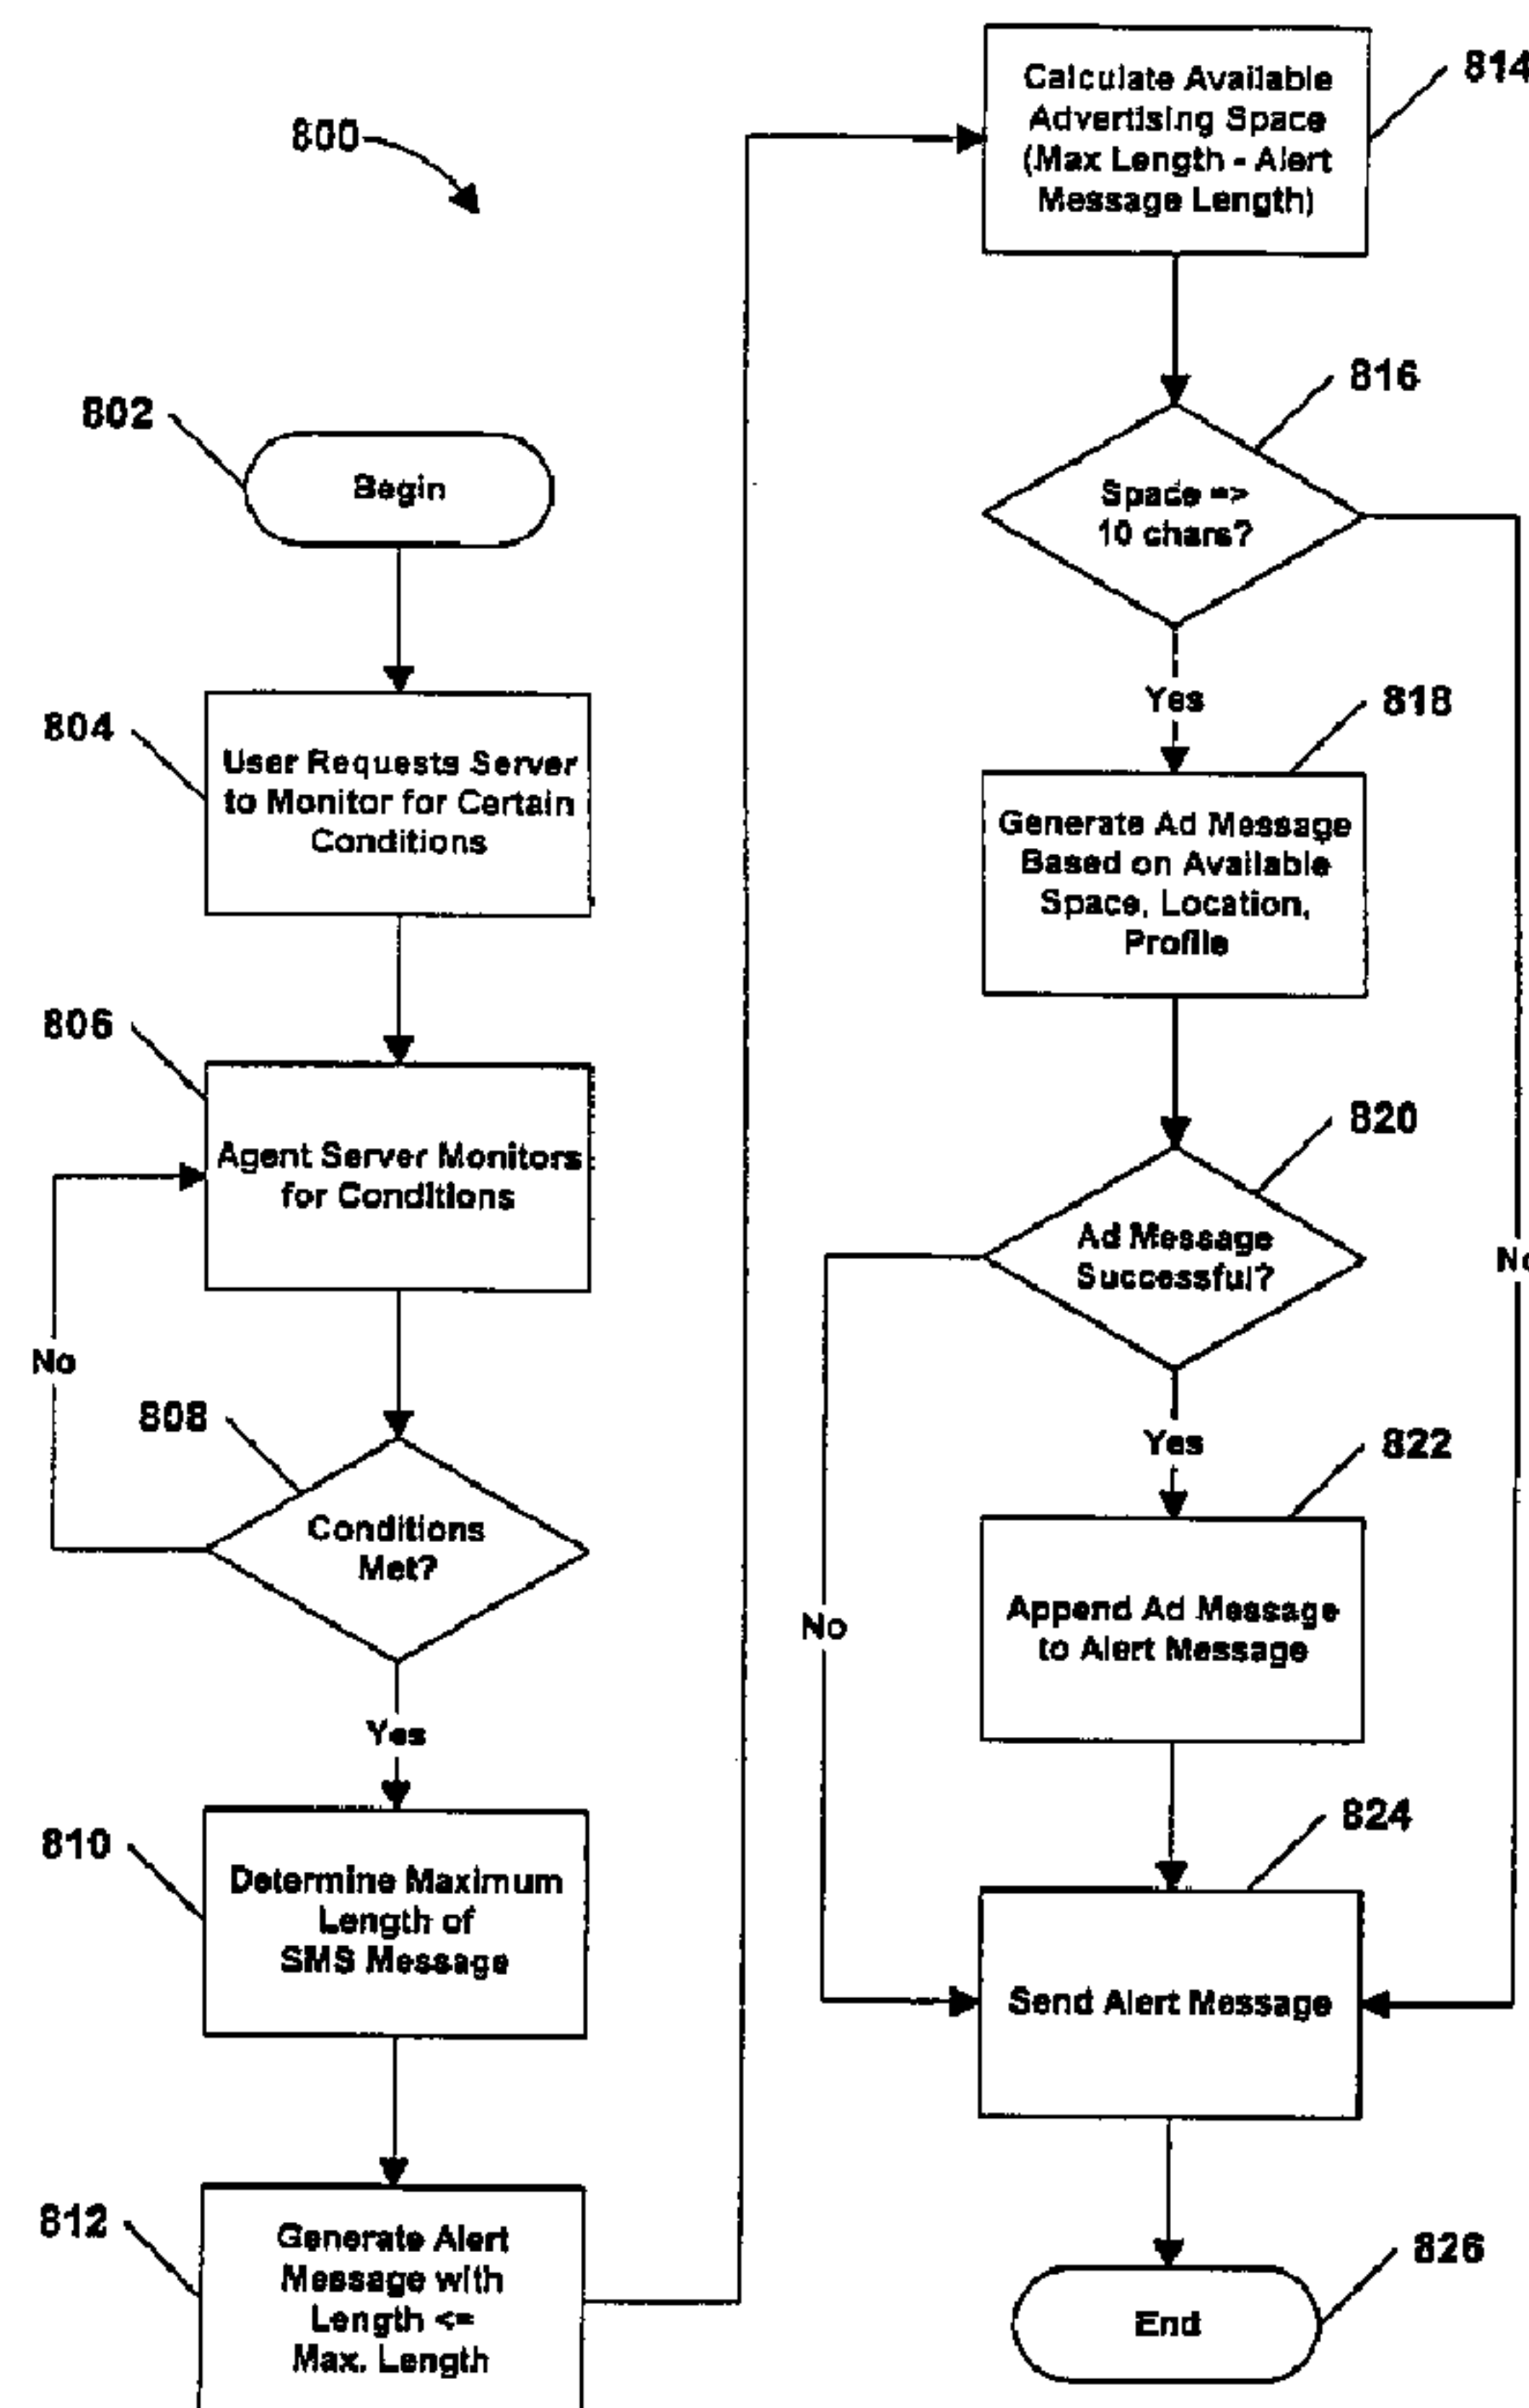 800
802
Begin
804
User Requests Server
to Monitor for Certain
Conditions
806
Agent Server Monitors
for Conditions
No
808
Conditions
Met?
Yes
810
Determine Maximum
Length of
SMS Message
812
Generate Alert
Message with
Length <=
Max. Length
814
Calculate Available
Advertising Space
(Max Length - Alert
Message Length)
816
Space =>
10 chars?
Yes
No
818
Generate Ad Message
Based on Available
Space, Location,
Profile
820
Ad Message
Successful?
Yes
No
822
Append Ad Message
to Alert Message
824
Send Alert Message
826
End